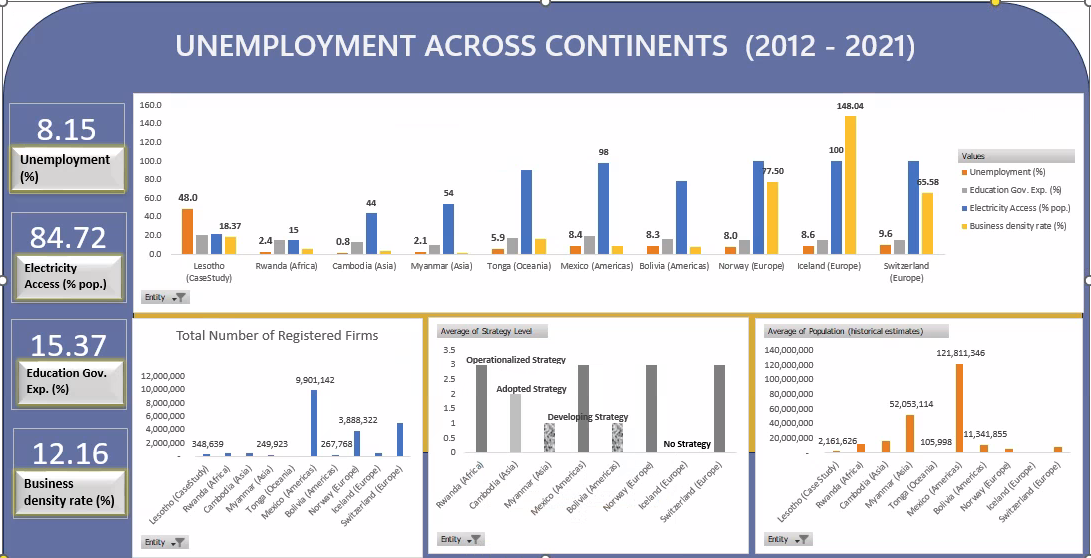 UNEMPLOYMENT ACROSS CONTINENTS (2012 - 2021)
8.15
Unemployment
(%)
84.72
Electricity
Access (% pop.)
15.37
Education Gov.
Exp. (%)
12.16
Business
density rate (%)
160.0
140.0
120.0
100.0
80.0
60.0
40.0
20.0
0.0
48.0
18.37
2.4
15
0.8
44
2.1
54
5.9
8.4
98
8.3
8.0
77.50
8.6
100
148.04
9.6
65.58
Lesotho
(CaseStudy)
Rwanda (Africa)
Cambodia (Asia)
Myanmar (Asia)
Tonga (Oceania)
Mexico (Americas)
Bolivia (Americas)
Norway (Europe)
Iceland (Europe)
Switzerland
(Europe)
Values
Unemployment (%)
Education Gov. Exp. (%)
Electricity Access (% pop.)
Business density rate (%)
Entity
Total Number of Registered Firms
12,000,000
10,000,000
8,000,000
6,000,000
4,000,000
2,000,000
-
348,639
249,923
9,901,142
267,768
3,888,322
Lesotho (CaseStudy)
Rwanda (Africa)
Cambodia (Asia)
Myanmar (Asia)
Tonga (Oceania)
Mexico (Americas)
Bolivia (Americas)
Norway (Europe)
Iceland (Europe)
Switzerland (Europe)
Entity
Average of Strategy Level
3.5
3
2.5
2
1.5
1
0.5
0
Operationalized Strategy
Adopted Strategy
Developing Strategy
No Strategy
Rwanda (Africa)
Cambodia (Asia)
Myanmar (Asia)
Mexico (Americas)
Bolivia (Americas)
Norway (Europe)
Iceland (Europe)
Switzerland (Europe)
Entity
Average of Population (historical estimates)
140,000,000
120,000,000
100,000,000
80,000,000
60,000,000
40,000,000
20,000,000
-
2,161,626
52,053,114
105,998
121,811,346
11,341,855
Lesotho (CaseStudy)
Rwanda (Africa)
Cambodia (Asia)
Myanmar (Asia)
Tonga (Oceania)
Mexico (Americas)
Bolivia (Americas)
Norway (Europe)
Iceland (Europe)
Switzerland (Europe)
Entity